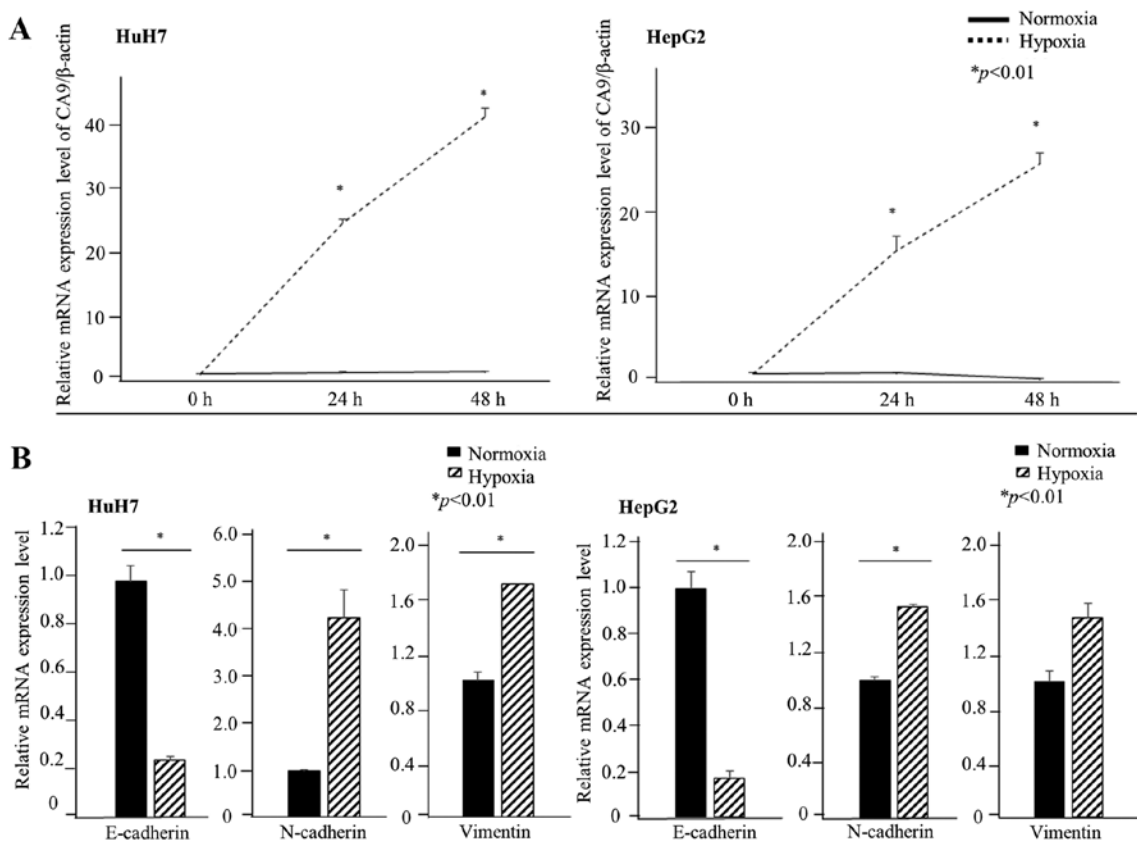 A
HuH7
Relative mRNA expression level of CA9/β-actin
40
30
20
10
0
0 h
24 h
48 h
*
*
HepG2
Relative mRNA expression level of CA9/β-actin
30
20
10
0
0 h
24 h
48 h
*
*
Normoxia
Hypoxia
*p<0.01
B
Normoxia
Hypoxia
*p<0.01
HuH7
Relative mRNA expression level
1.2
1.0
0.8
0.6
0.4
0.2
0
*
E-cadherin
6.0
5.0
4.0
3.0
2.0
1.0
0
*
N-cadherin
2.0
1.6
1.2
0.8
0.4
0
*
Vimentin
Normoxia
Hypoxia
*p<0.01
HepG2
Relative mRNA expression level
1.2
1.0
0.8
0.6
0.4
0.2
0
*
E-cadherin
2.0
1.6
1.2
0.8
0.4
0
*
N-cadherin
2.0
1.6
1.2
0.8
0.4
0
Vimentin